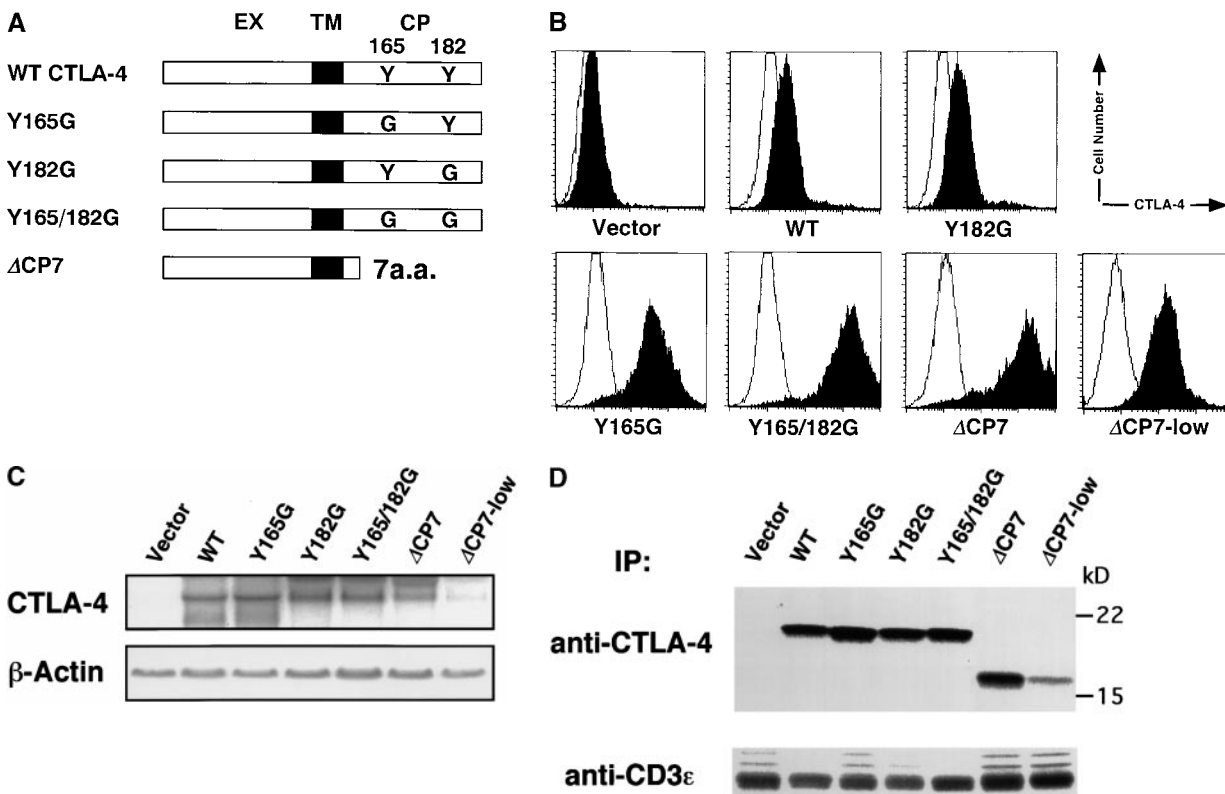 A
EX TM CP
165 182
WT CTLA-4 Y Y
Y165G G Y
Y182G Y G
Y165/182G G G
ΔCP7 7a.a.
B
Cell Number
CTLA-4
Vector WT Y182G
Y165G Y165/182G ΔCP7 ΔCP7-low
C
Vector WT Y165G Y182G Y165/182G ΔCP7 ΔCP7-low
CTLA-4
β-Actin
D
Vector WT Y165G Y182G Y165/182G ΔCP7 ΔCP7-low
IP:
kD
22
anti-CTLA-4
15
anti-CD3ε